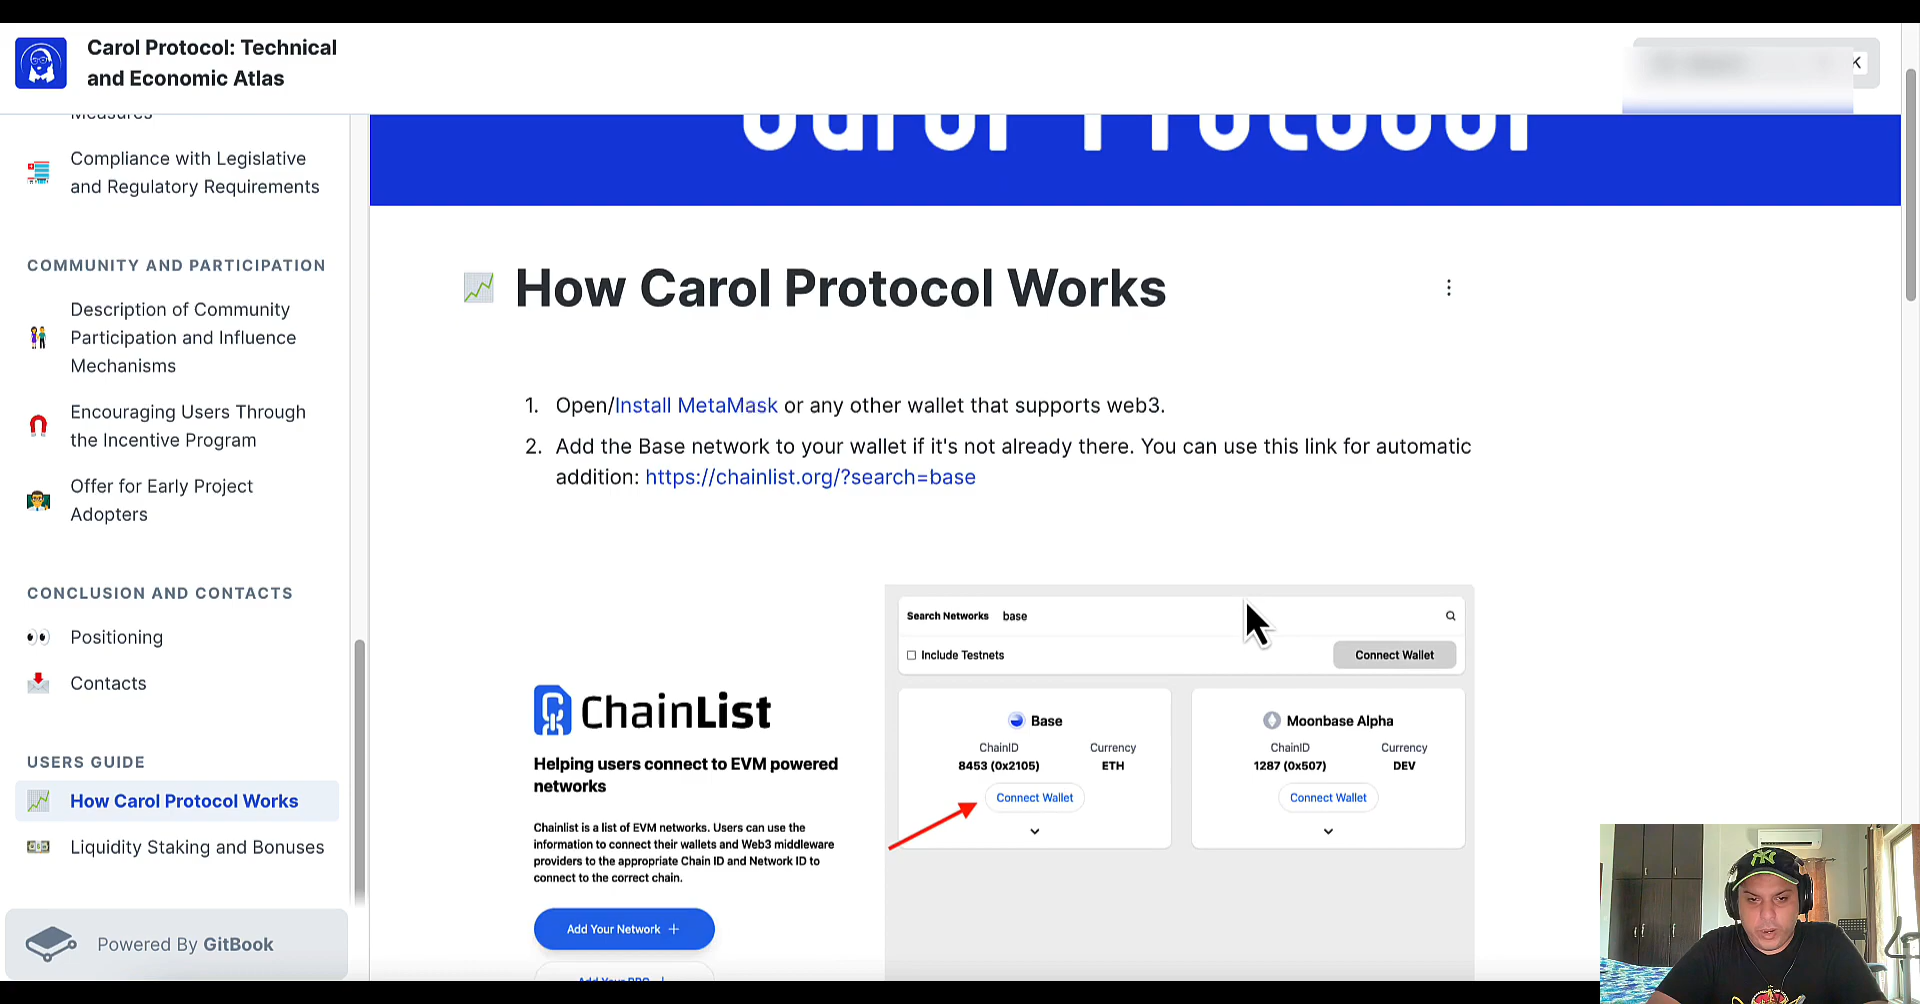 Carol Protocol: Technical
and Economic Atlas
K
Measures
Compliance with Legislative
and Regulatory Requirements
COMMUNITY AND PARTICIPATION
Description of Community
Participation and Influence
Mechanisms
Encouraging Users Through
the Incentive Program
Offer for Early Project
Adopters
CONCLUSION AND CONTACTS
Positioning
Contacts
USERS GUIDE
How Carol Protocol Works
Liquidity Staking and Bonuses
Powered By GitBook
Carol Protocol
How Carol Protocol Works
1. Open/Install MetaMask or any other wallet that supports web3.
2. Add the Base network to your wallet if it's not already there. You can use this link for automatic
addition: https://chainlist.org/?search=base
ChainList
Helping users connect to EVM powered
networks
Chainlist is a list of EVM networks. Users can use the
information to connect their wallets and Web3 middleware
providers to the appropriate Chain ID and Network ID to
connect to the correct chain.
Add Your Network +
Add Your RPC +
Search Networks base
Include Testnets
Connect Wallet
Base
ChainID Currency
8453 (0x2105) ETH
Connect Wallet
Moonbase Alpha
ChainID Currency
1287 (0x507) DEV
Connect Wallet